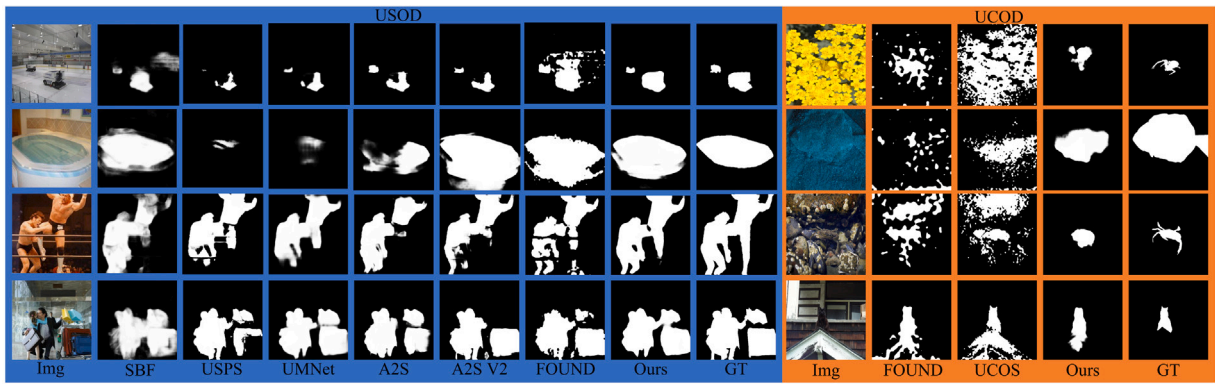 USOD UCOD
Img SBF USPS UMNet A2S A2S V2 FOUND Ours GT Img FOUND UCOS Ours GT